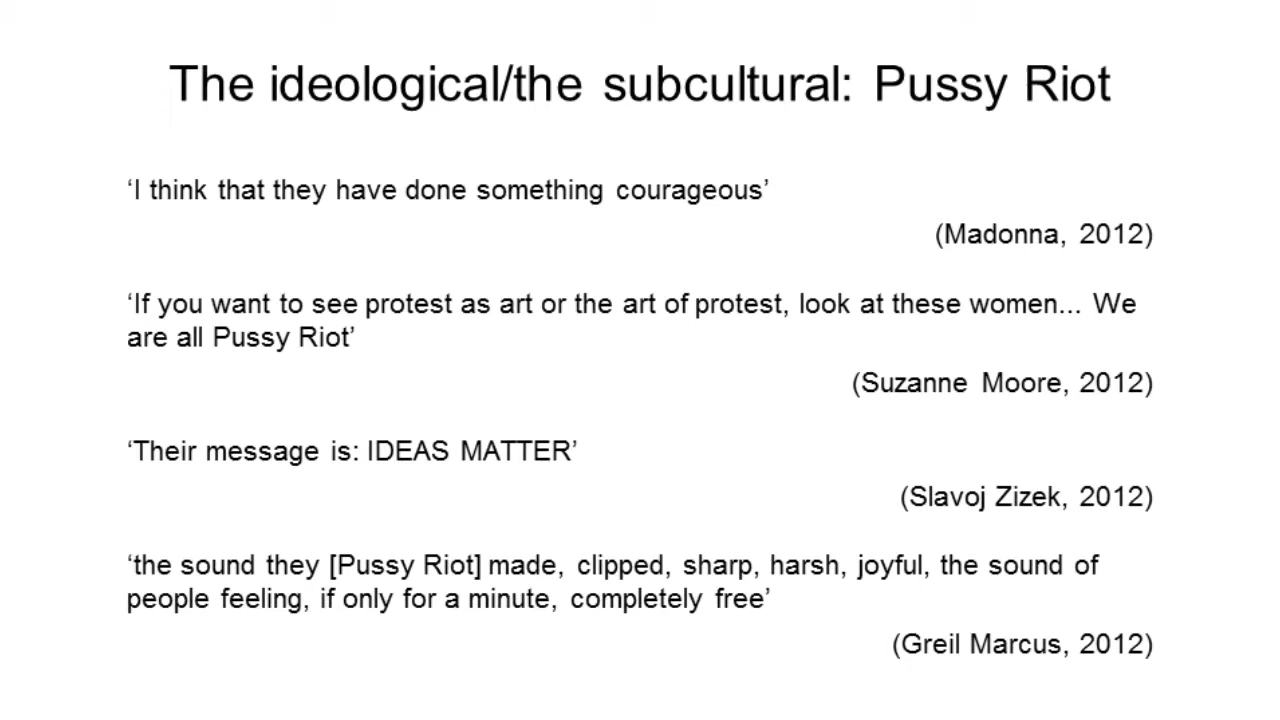 The ideological/the subcultural: Pussy Riot
‘I think that they have done something courageous’
(Madonna, 2012)
‘If you want to see protest as art or the art of protest, look at these women... We
are all Pussy Riot’
(Suzanne Moore, 2012)
‘Their message is: IDEAS MATTER’
(Slavoj Zizek, 2012)
‘the sound they [Pussy Riot] made, clipped, sharp, harsh, joyful, the sound of
people feeling, if only for a minute, completely free’
(Greil Marcus, 2012)